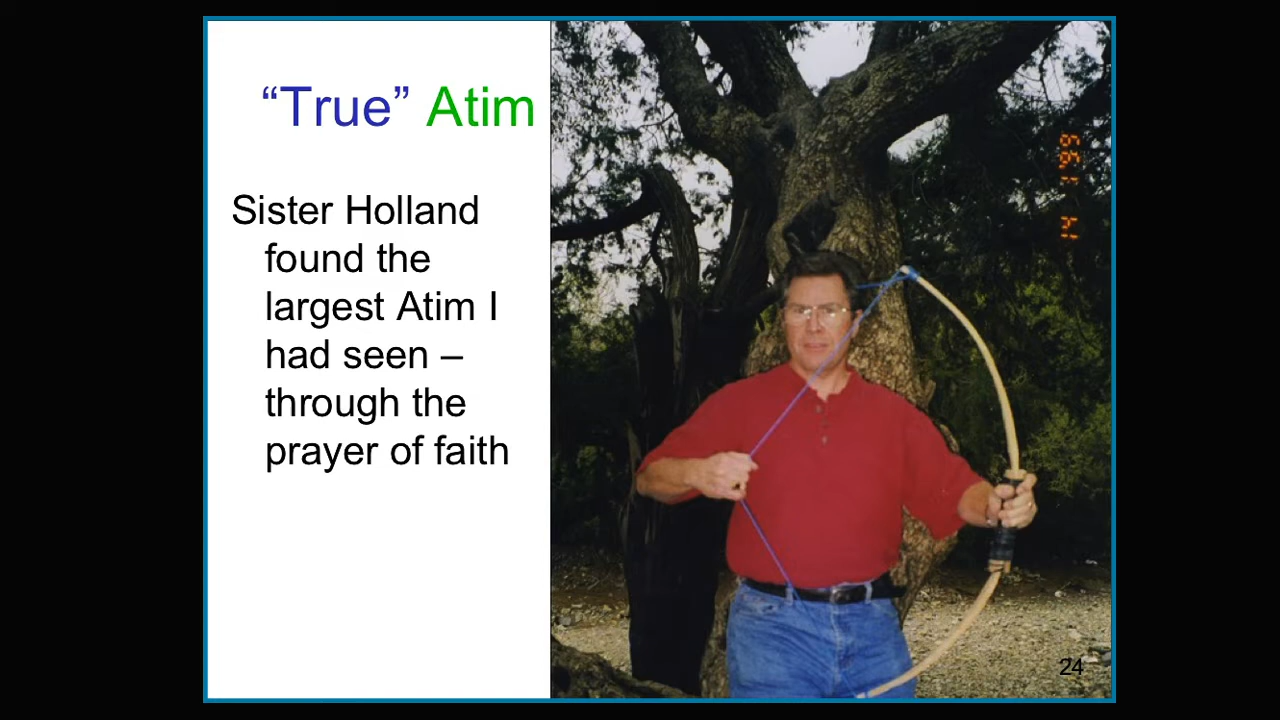 “True” Atim
Sister Holland
found the
largest Atim I
had seen –
through the
prayer of faith
24